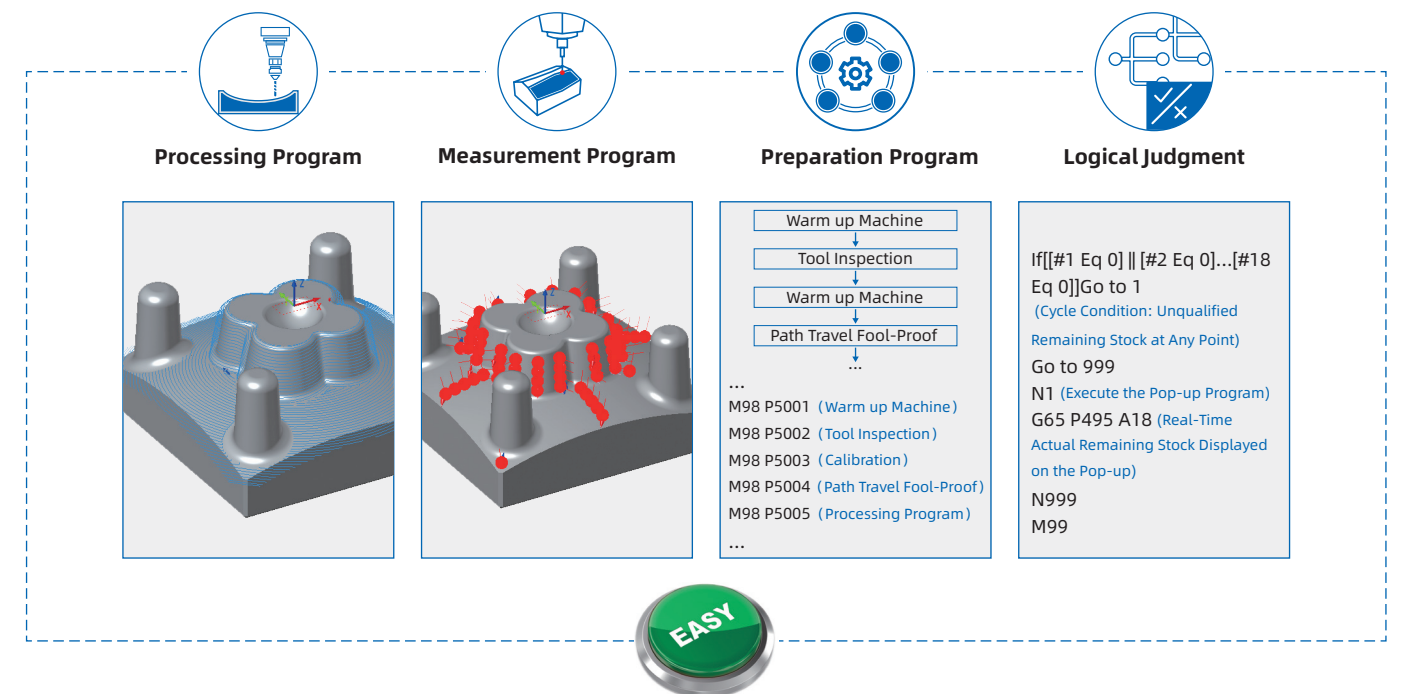 Processing Program
Measurement Program
Preparation Program
Logical Judgment
Z
X
Z
X
Warm up Machine
Tool Inspection
Warm up Machine
Path Travel Fool-Proof
...
...
M98 P5001 (Warm up Machine)
M98 P5002 (Tool Inspection)
M98 P5003 (Calibration)
M98 P5004 (Path Travel Fool-Proof)
M98 P5005 (Processing Program)
...
If[[#1 Eq 0] || [#2 Eq 0]...[#18
Eq 0]]Go to 1
(Cycle Condition: Unqualified
Remaining Stock at Any Point)
Go to 999
N1 (Execute the Pop-up Program)
G65 P495 A18 (Real-Time
Actual Remaining Stock Displayed
on the Pop-up)
N999
M99
EASY